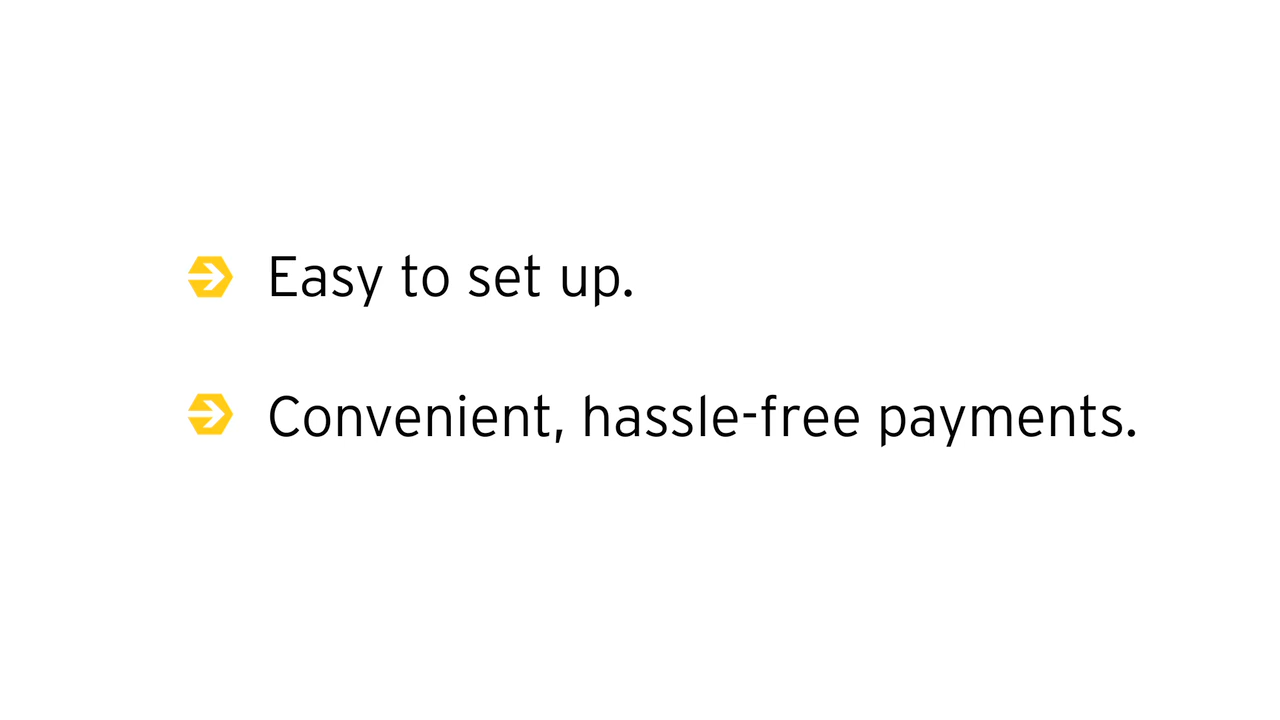 Easy to set up.
Convenient, hassle-free payments.